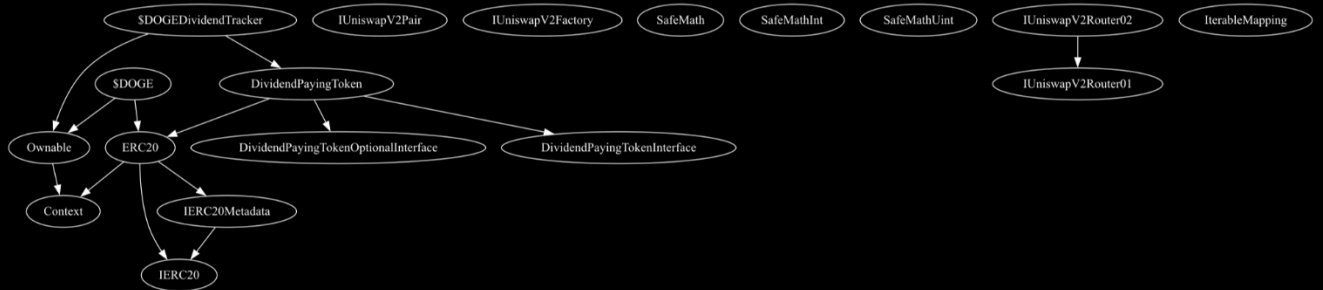 $DOGEDividendTracker
IUniswapV2Pair
IUniswapV2Factory
SafeMath
SafeMathInt
SafeMathUint
IUniswapV2Router02
IterableMapping
$DOGE
DividendPayingToken
IUniswapV2Router01
Ownable
ERC20
DividendPayingTokenOptionalInterface
DividendPayingTokenInterface
Context
IERC20Metadata
IERC20